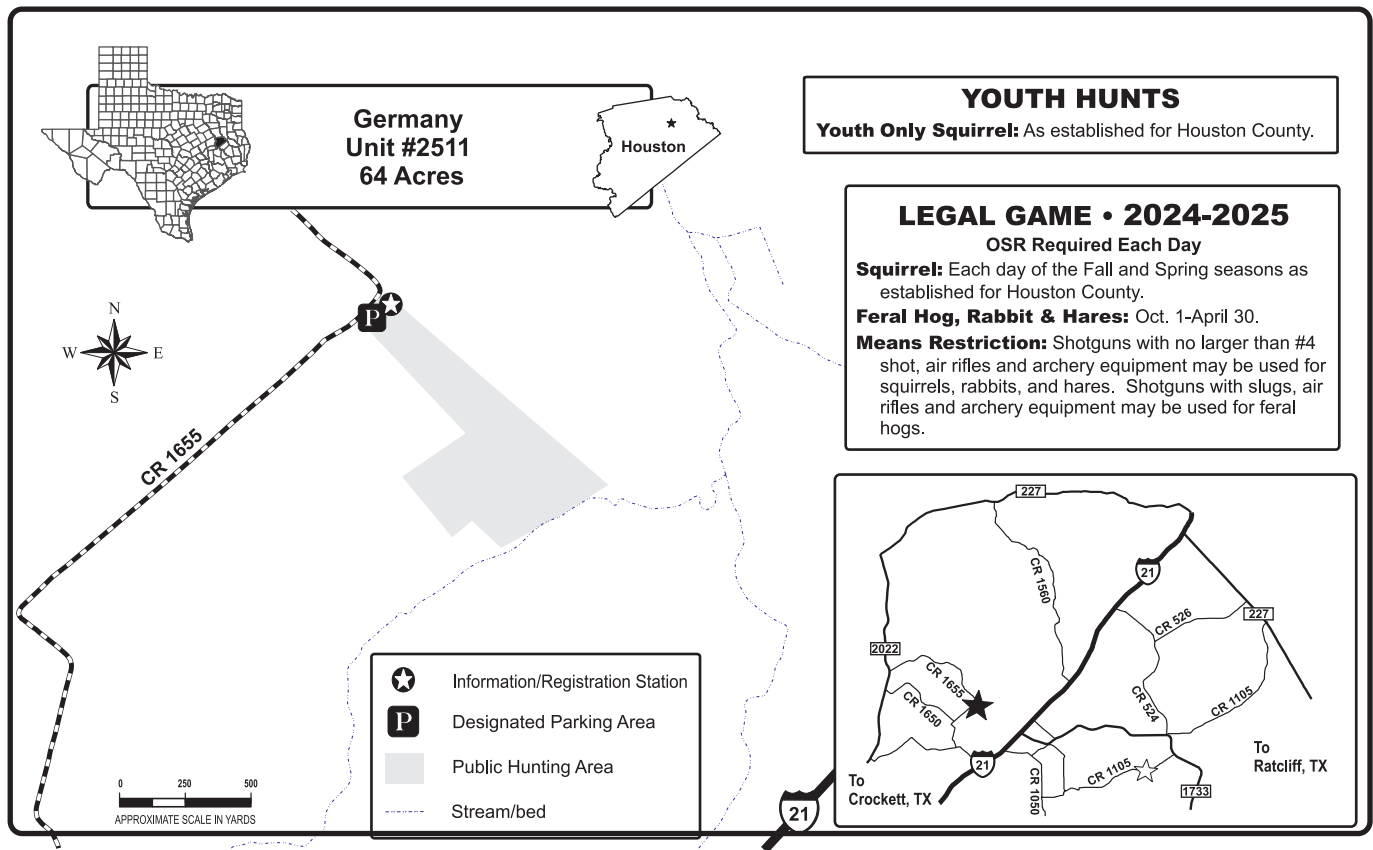 Germany
Unit #2511
64 Acres
Houston
YOUTH HUNTS
Youth Only Squirrel: As established for Houston County.
LEGAL GAME • 2024-2025
OSR Required Each Day
Squirrel: Each day of the Fall and Spring seasons as
established for Houston County.
Feral Hog, Rabbit & Hares: Oct. 1-April 30.
Means Restriction: Shotguns with no larger than #4
shot, air rifles and archery equipment may be used for
squirrels, rabbits, and hares.  Shotguns with slugs, air
rifles and archery equipment may be used for feral
hogs.
N
W
E
S
P
CR 1655
Information/Registration Station
P
Designated Parking Area
Public Hunting Area
Stream/bed
0
250
500
APPROXIMATE SCALE IN YARDS
21
227
21
CR 1560
CR 526
227
2022
CR 1655
CR 1650
CR 524
CR 1105
21
CR 1050
CR 1105
1733
To
Crockett, TX
To
Ratcliff, TX